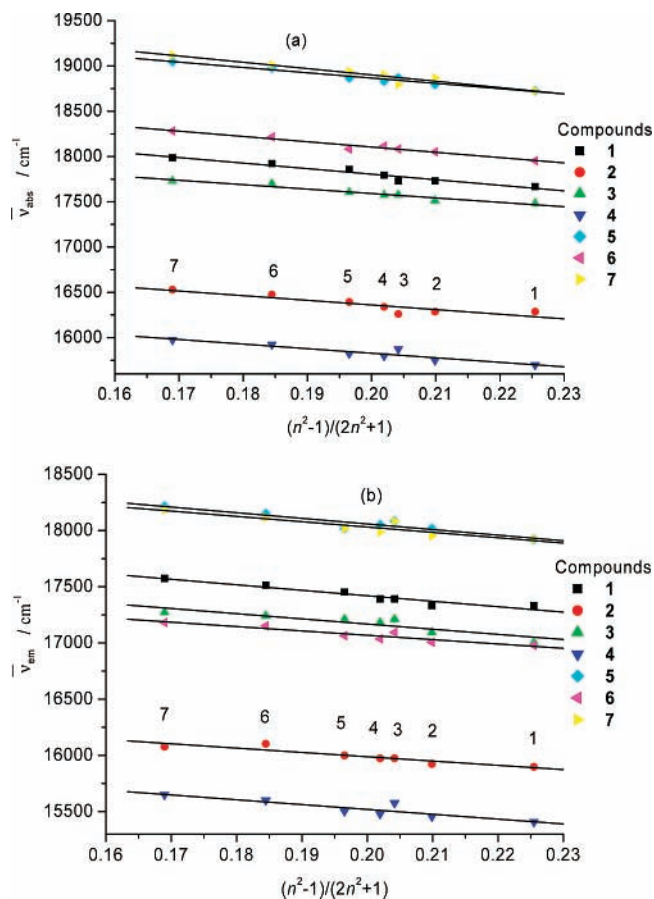 (a)
19500
19000
18500
18000
17500
17000
16500
16000
ν̅abs / cm-1
7 6 5 4 3 2 1
Compounds
1
2
3
4
5
6
7
0.16 0.17 0.18 0.19 0.20 0.21 0.22 0.23
(n2-1)/(2n2+1)
(b)
18500
18000
17500
17000
16500
16000
15500
ν̅em / cm-1
7 6 5 4 3 2 1
Compounds
1
2
3
4
5
6
7
0.16 0.17 0.18 0.19 0.20 0.21 0.22 0.23
(n2-1)/(2n2+1)